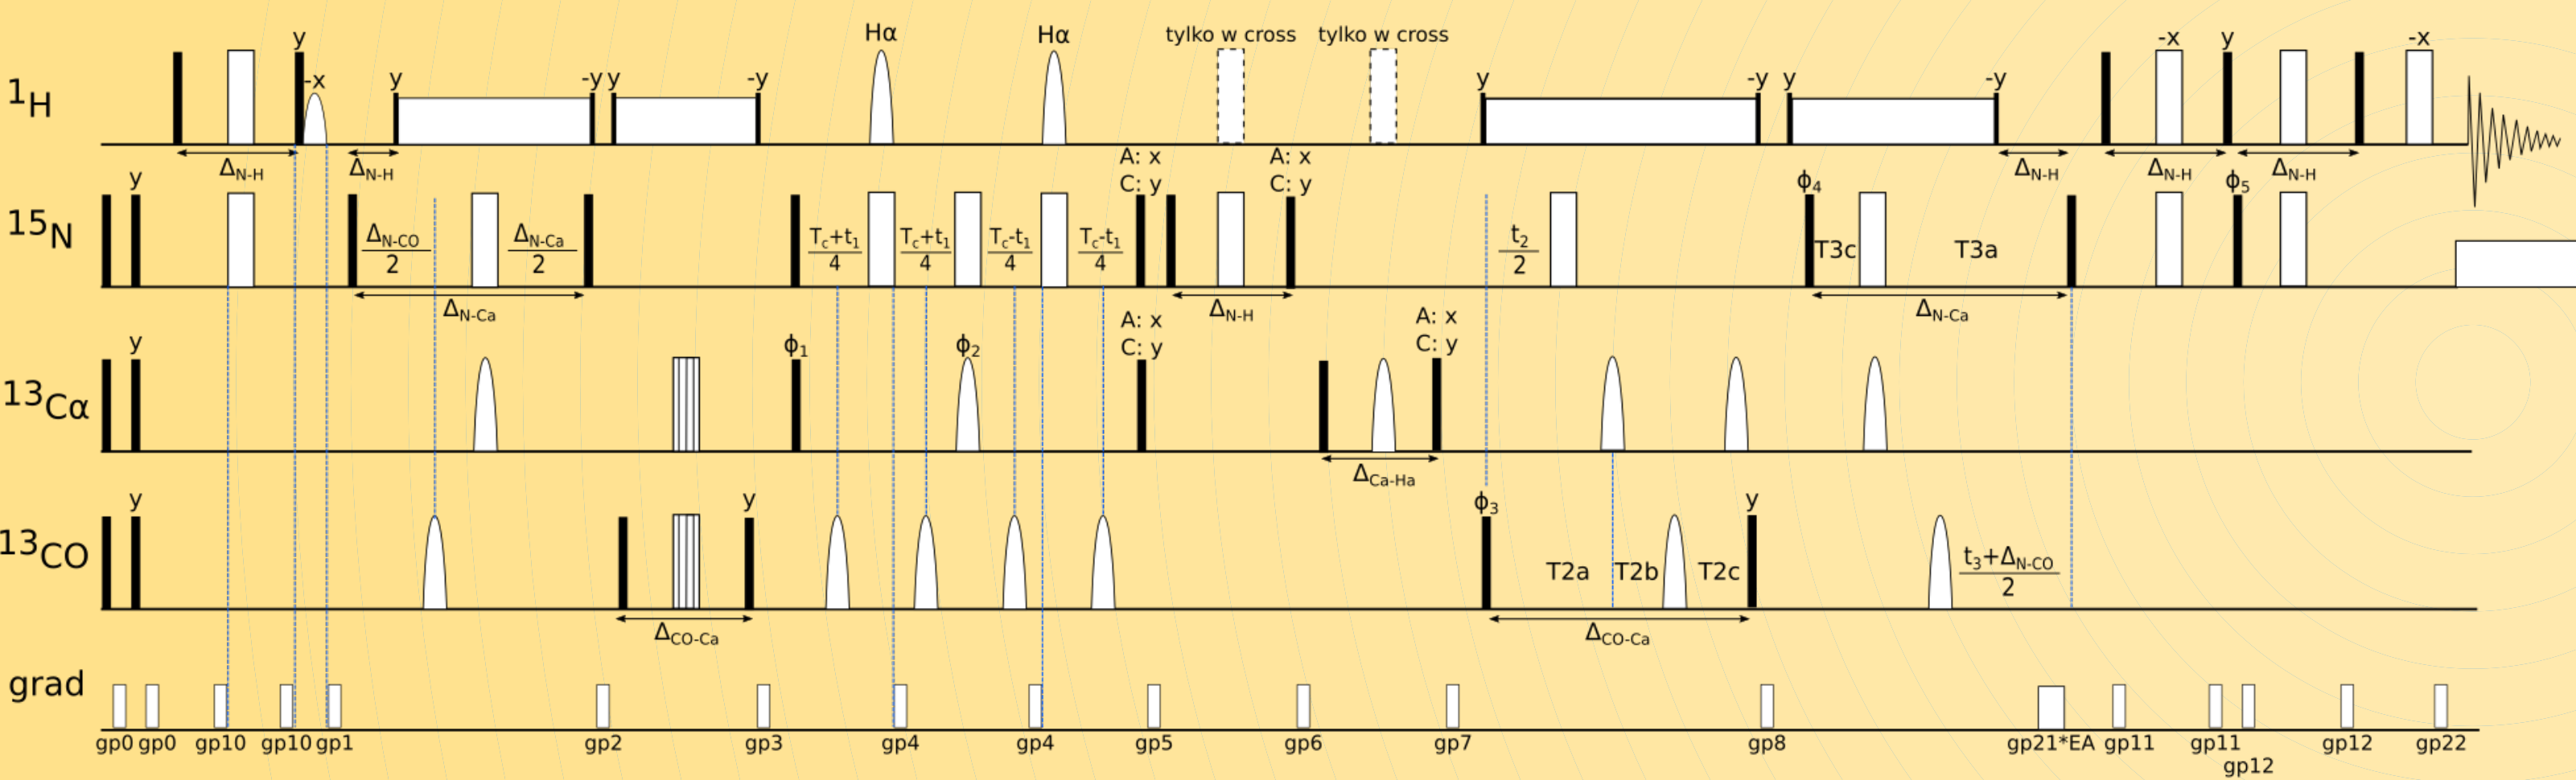 tylko w cross tylko w cross
Hα Hα
y -x y -y y -y y -y y -y -x y -x
1H
ΔN-H ΔN-H ΔN-H ΔN-H ΔN-H
A: x A: x
C: y C: y
y ϕ4 ϕ5
15N
ΔN-CO/2 ΔN-Ca/2 Tc+t1/4 Tc+t1/4 Tc-t1/4 Tc-t1/4 t2/2 T3c T3a
ΔN-Ca ΔN-H ΔN-Ca
A: x A: x
C: y C: y
y ϕ1 ϕ2
13Cα
ΔCa-Ha
y y ϕ3 y
13CO
T2a T2b T2c t3+ΔN-CO/2
ΔCO-Ca ΔCO-Ca
grad
gp0 gp0 gp10 gp10 gp1 gp2 gp3 gp4 gp4 gp5 gp6 gp7 gp8 gp21*EA gp11 gp11 gp12 gp22
gp12